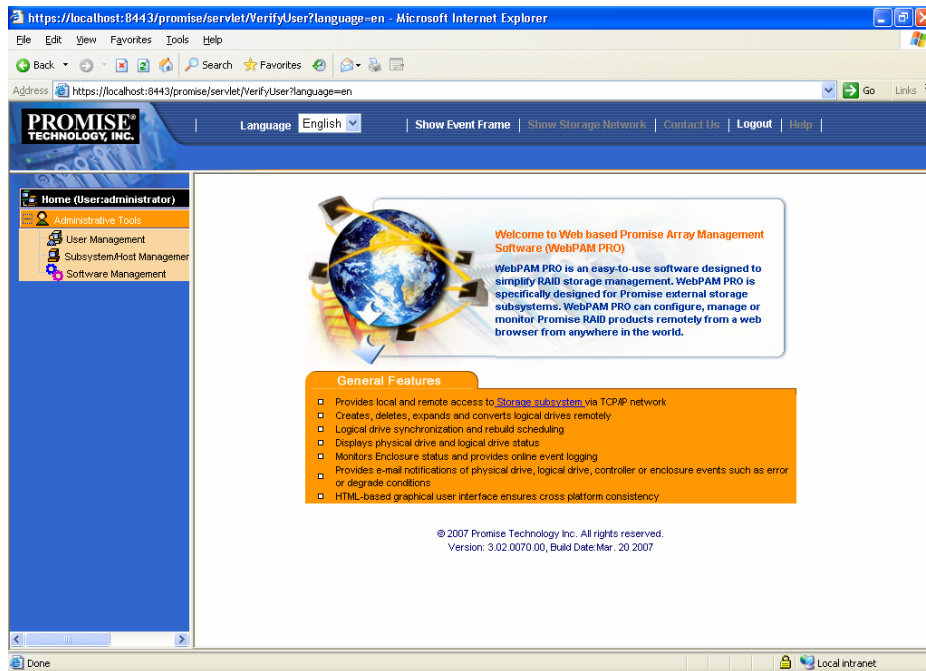 https://localhost:8443/promise/servlet/VerifyUser?language=en - Microsoft Internet Explorer
File Edit View Favorites Tools Help
Back Search Favorites
Address https://localhost:8443/promise/servlet/VerifyUser?language=en Go Links
PROMISE®
TECHNOLOGY, INC.
| Language English | Show Event Frame | Show Storage Network | Contact Us | Logout | Help |
Home (User:administrator)
Administrative Tools
User Management
Subsystem/Host Managemer
Software Management
Welcome to Web based Promise Array Management
Software (WebPAM PRO)
WebPAM PRO is an easy-to-use software designed to
simplify RAID storage management. WebPAM PRO is
specifically designed for Promise external storage
subsystems. WebPAM PRO can configure, manage or
monitor Promise RAID products remotely from a web
browser from anywhere in the world.
General Features
Provides local and remote access to Storage subsystem via TCP/IP network
Creates, deletes, expands and converts logical drives remotely
Logical drive synchronization and rebuild scheduling
Displays physical drive and logical drive status
Monitors Enclosure status and provides online event logging
Provides e-mail notifications of physical drive, logical drive, controller or enclosure events such as error
or degrade conditions
HTML-based graphical user interface ensures cross platform consistency
© 2007 Promise Technology Inc. All rights reserved.
Version: 3.02.0070.00, Build Date:Mar. 20 2007
Done
Local intranet